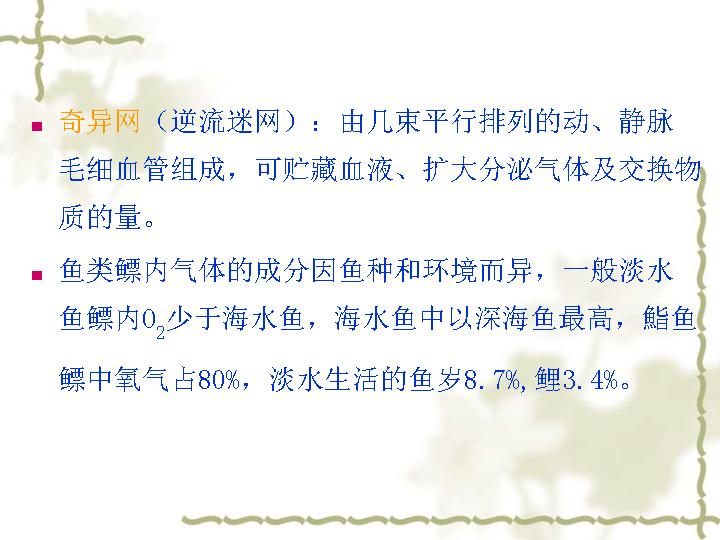 奇异网（逆流迷网）：由几束平行排列的动、静脉
毛细血管组成，可贮藏血液、扩大分泌气体及交换物
质的量。
鱼类鳔内气体的成分因鱼种和环境而异，一般淡水
鱼鳔内O₂少于海水鱼，海水鱼中以深海鱼最高，鮨鱼
鳔中氧气占80%，淡水生活的鱼岁8.7%,鲤3.4%。